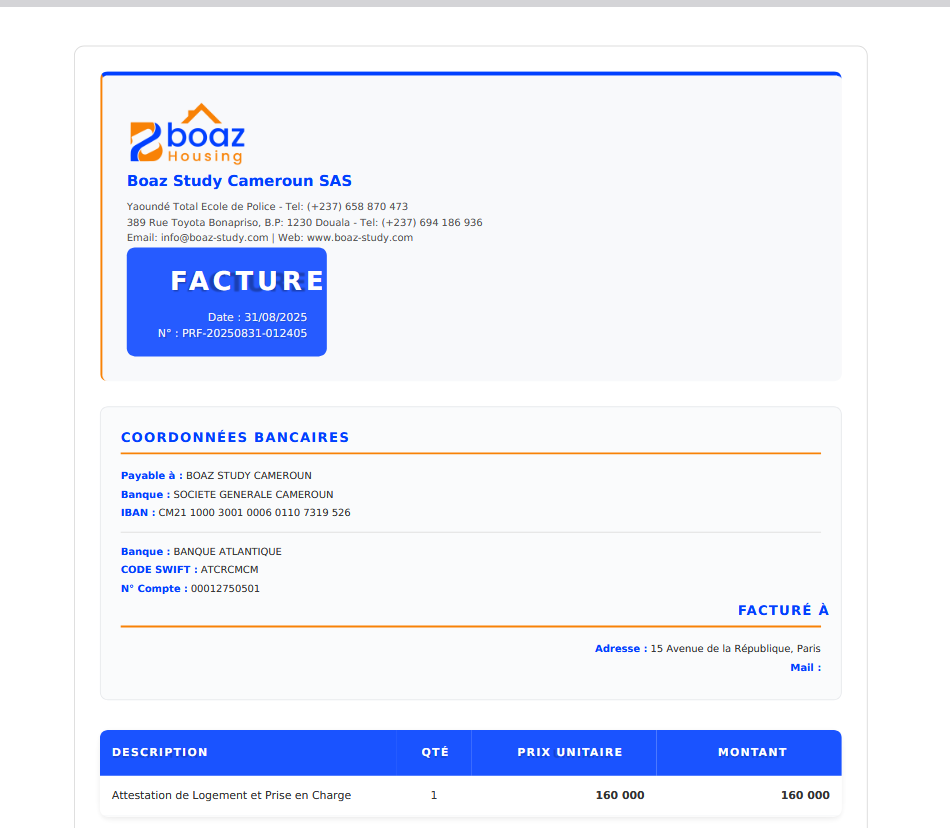 boaz
Housing
Boaz Study Cameroun SAS
Yaoundé Total Ecole de Police - Tel: (+237) 658 870 473
389 Rue Toyota Bonapriso, B.P: 1230 Douala - Tel: (+237) 694 186 936
Email: info@boaz-study.com | Web: www.boaz-study.com
FACTURE
Date : 31/08/2025
N° : PRF-20250831-012405
COORDONNÉES BANCAIRES
Payable à : BOAZ STUDY CAMEROUN
Banque : SOCIETE GENERALE CAMEROUN
IBAN : CM21 1000 3001 0006 0110 7319 526
Banque : BANQUE ATLANTIQUE
CODE SWIFT : ATCRCMCM
N° Compte : 00012750501
FACTURÉ À
Adresse : 15 Avenue de la République, Paris
Mail :
DESCRIPTION QTÉ PRIX UNITAIRE MONTANT
Attestation de Logement et Prise en Charge 1 160 000 160 000